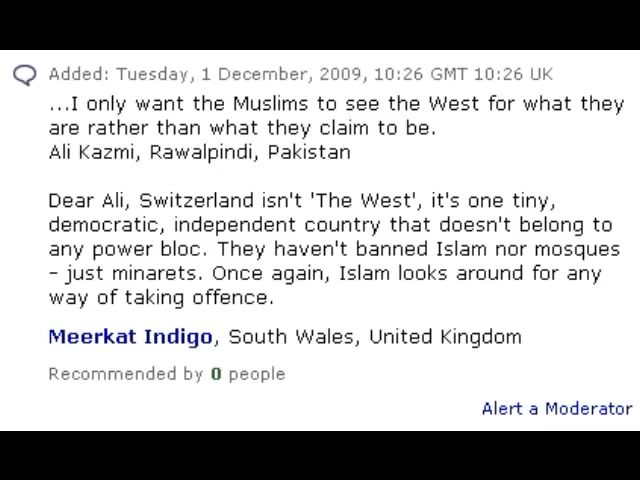 Added: Tuesday, 1 December, 2009, 10:26 GMT 10:26 UK
...I only want the Muslims to see the West for what they
are rather than what they claim to be.
Ali Kazmi, Rawalpindi, Pakistan
Dear Ali, Switzerland isn't 'The West', it's one tiny,
democratic, independent country that doesn't belong to
any power bloc. They haven't banned Islam nor mosques
- just minarets. Once again, Islam looks around for any
way of taking offence.
Meerkat Indigo, South Wales, United Kingdom
Recommended by 0 people
Alert a Moderator